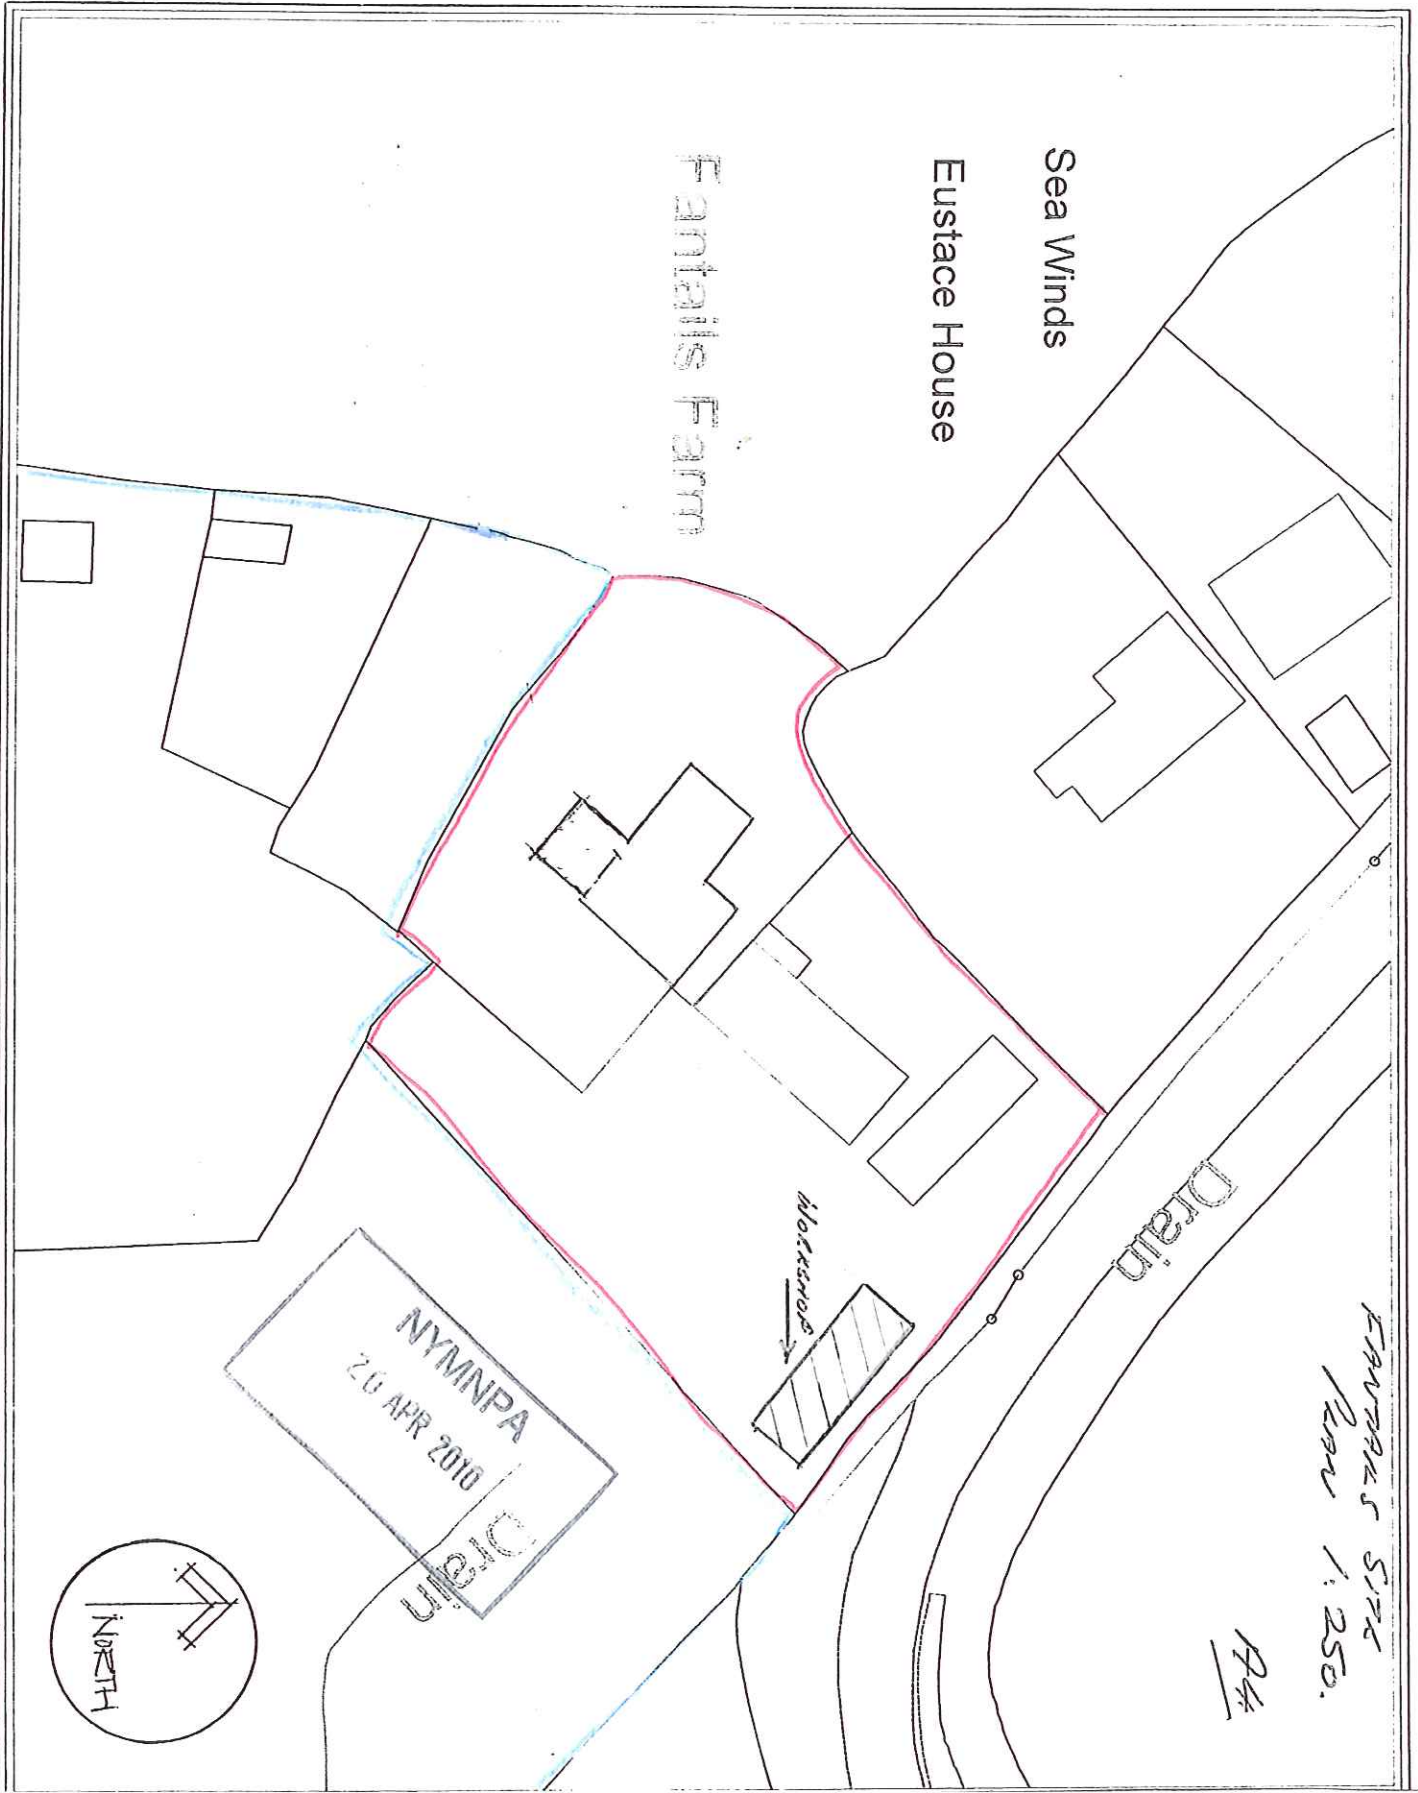 FANTAILS SITE
PLAN 1:250.
A4
Sea Winds
Eustace House
Fantails Farm
Drain
WORKSHOP
NYMNPA
20 APR 2010
Drain
NORTH